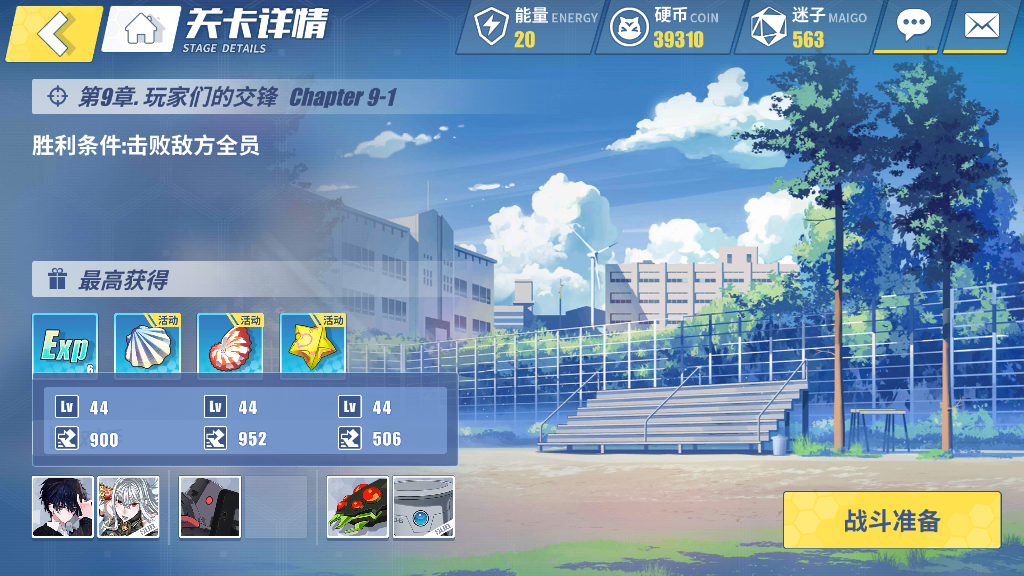 关卡详情
STAGE DETAILS
能量 ENERGY
20
硬币 COIN
39310
迷子 MAIGO
563
第9章. 玩家们的交锋 Chapter 9-1
胜利条件:击败敌方全员
最高获得
Exp
6
活动
活动
活动
Lv 44
Lv 44
Lv 44
900
952
506
SUB.
SUB.
战斗准备